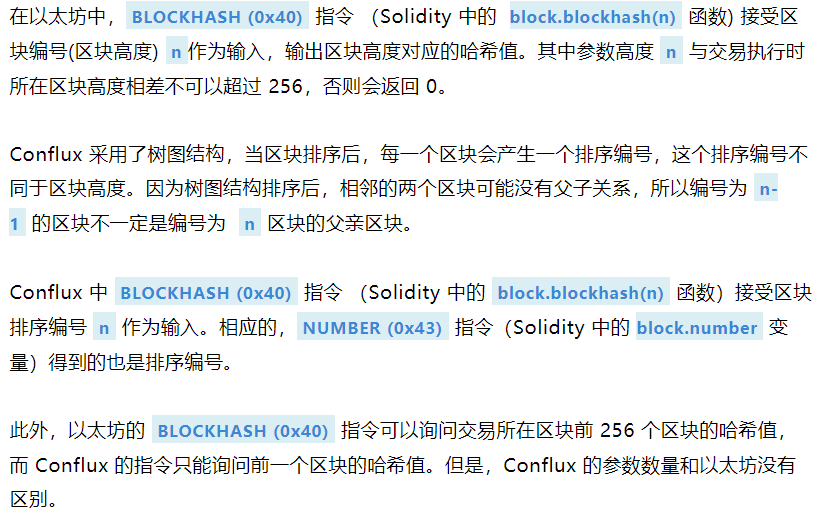 在以太坊中，BLOCKHASH (0x40) 指令 （Solidity 中的 block.blockhash(n) 函数) 接受区
块编号(区块高度) n 作为输入，输出区块高度对应的哈希值。其中参数高度 n 与交易执行时
所在区块高度相差不可以超过 256，否则会返回 0。
Conflux 采用了树图结构，当区块排序后，每一个区块会产生一个排序编号，这个排序编号不
同于区块高度。因为树图结构排序后，相邻的两个区块可能没有父子关系，所以编号为 n-
1 的区块不一定是编号为 n 区块的父亲区块。
Conflux 中 BLOCKHASH (0x40) 指令 （Solidity 中的 block.blockhash(n) 函数）接受区块
排序编号 n 作为输入。相应的，NUMBER (0x43) 指令（Solidity 中的 block.number 变
量）得到的也是排序编号。
此外，以太坊的 BLOCKHASH (0x40) 指令可以询问交易所在区块前 256 个区块的哈希值，
而 Conflux 的指令只能询问前一个区块的哈希值。但是，Conflux 的参数数量和以太坊没有
区别。